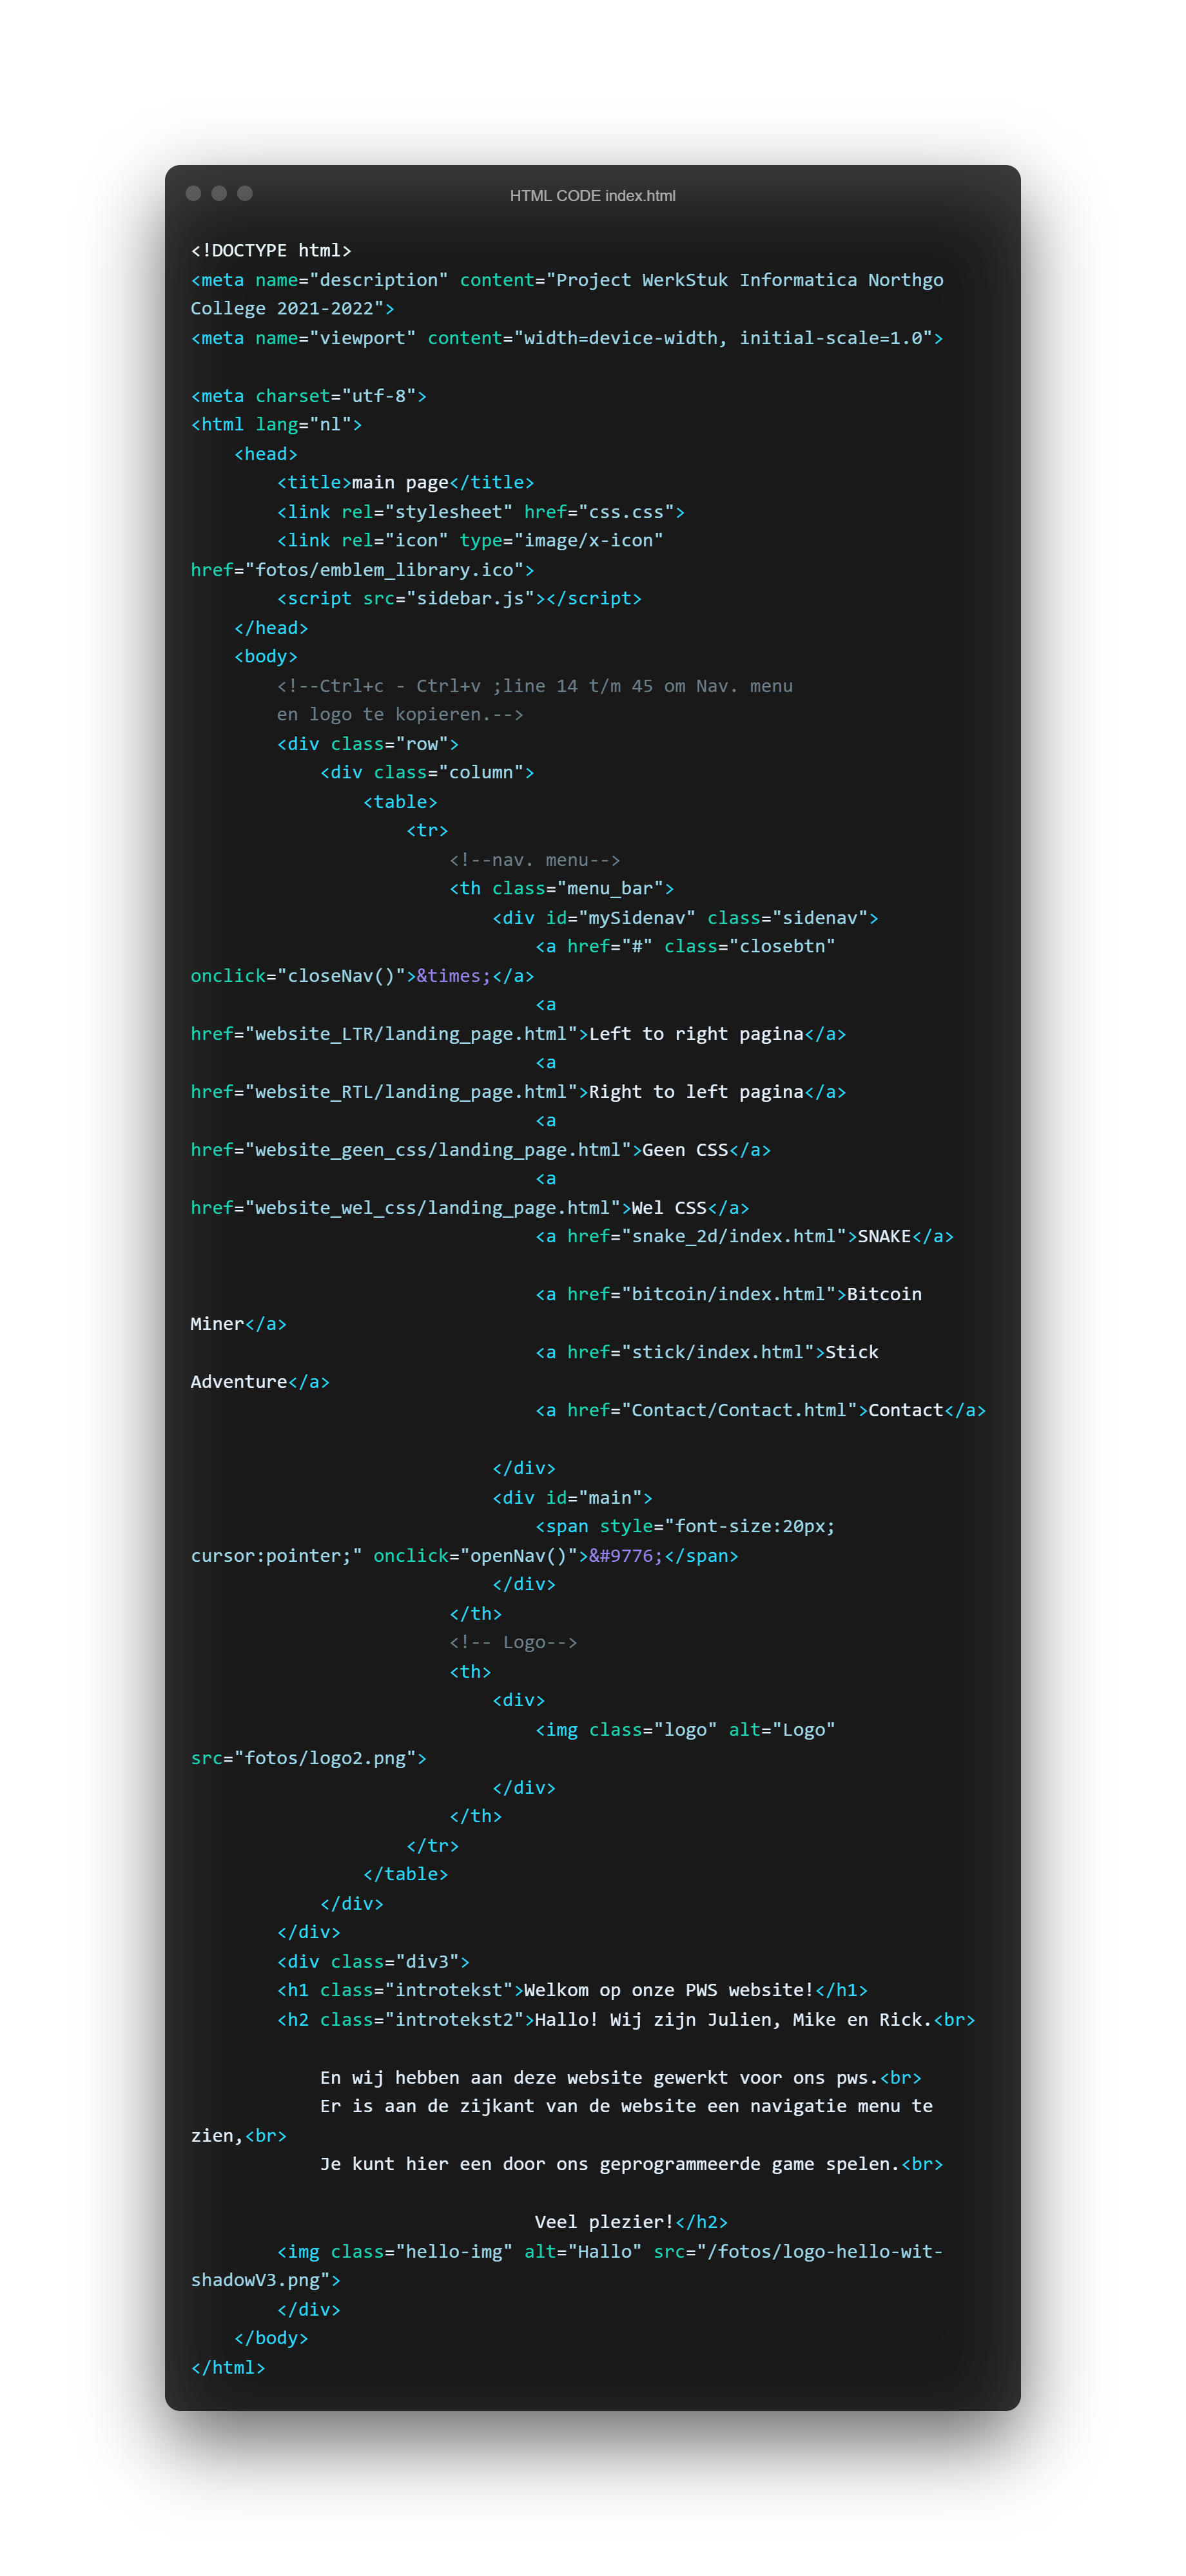 HTML CODE index.html
<!DOCTYPE html>
<meta name="description" content="Project WerkStuk Informatica Northgo
College 2021-2022">
<meta name="viewport" content="width=device-width, initial-scale=1.0">
<meta charset="utf-8">
<html lang="nl">
<head>
<title>main page</title>
<link rel="stylesheet" href="css.css">
<link rel="icon" type="image/x-icon"
href="fotos/emblem_library.ico">
<script src="sidebar.js"></script>
</head>
<body>
<!--Ctrl+c - Ctrl+v ;line 14 t/m 45 om Nav. menu
en logo te kopieren.-->
<div class="row">
<div class="column">
<table>
<tr>
<!--nav. menu-->
<th class="menu_bar">
<div id="mySidenav" class="sidenav">
<a href="#" class="closebtn"
onclick="closeNav()">&times;</a>
<a
href="website_LTR/landing_page.html">Left to right pagina</a>
<a
href="website_RTL/landing_page.html">Right to left pagina</a>
<a
href="website_geen_css/landing_page.html">Geen CSS</a>
<a
href="website_wel_css/landing_page.html">Wel CSS</a>
<a href="snake_2d/index.html">SNAKE</a>
<a href="bitcoin/index.html">Bitcoin
Miner</a>
<a href="stick/index.html">Stick
Adventure</a>
<a href="Contact/Contact.html">Contact</a>
</div>
<div id="main">
<span style="font-size:20px;
cursor:pointer;" onclick="openNav()">&#9776;</span>
</div>
</th>
<!-- Logo-->
<th>
<div>
<img class="logo" alt="Logo"
src="fotos/logo2.png">
</div>
</th>
</tr>
</table>
</div>
</div>
<div class="div3">
<h1 class="introtekst">Welkom op onze PWS website!</h1>
<h2 class="introtekst2">Hallo! Wij zijn Julien, Mike en Rick.<br>
En wij hebben aan deze website gewerkt voor ons pws.<br>
Er is aan de zijkant van de website een navigatie menu te
zien,<br>
Je kunt hier een door ons geprogrammeerde game spelen.<br>
Veel plezier!</h2>
<img class="hello-img" alt="Hallo" src="/fotos/logo-hello-wit-
shadowV3.png">
</div>
</body>
</html>